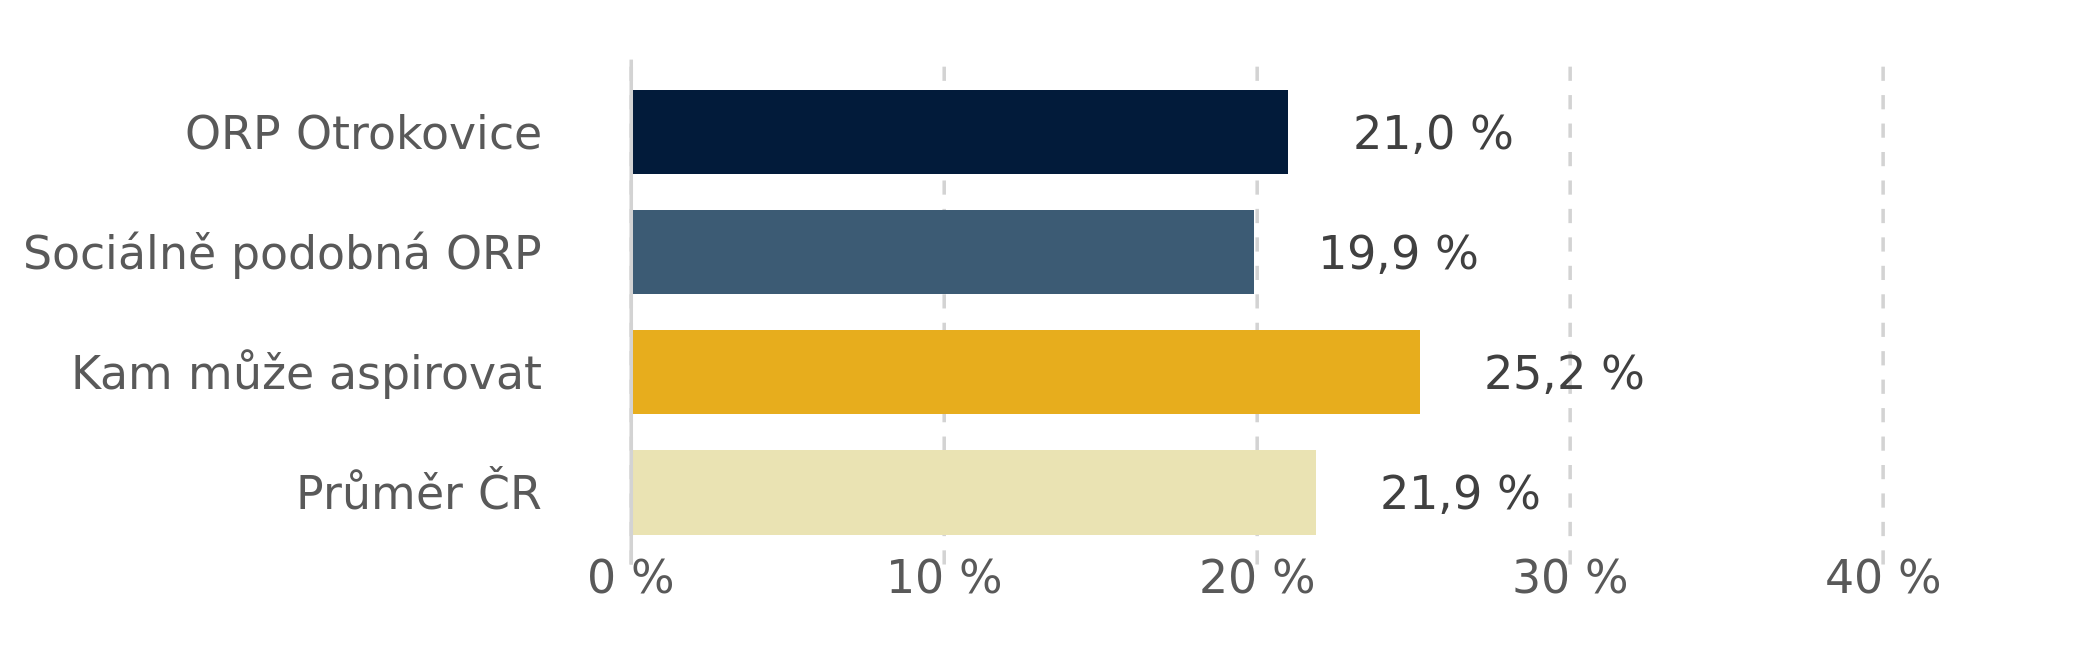 ORP Otrokovice 21,0 %
Sociálně podobná ORP 19,9 %
Kam může aspirovat 25,2 %
Průměr ČR 21,9 %
0 % 10 % 20 % 30 % 40 %